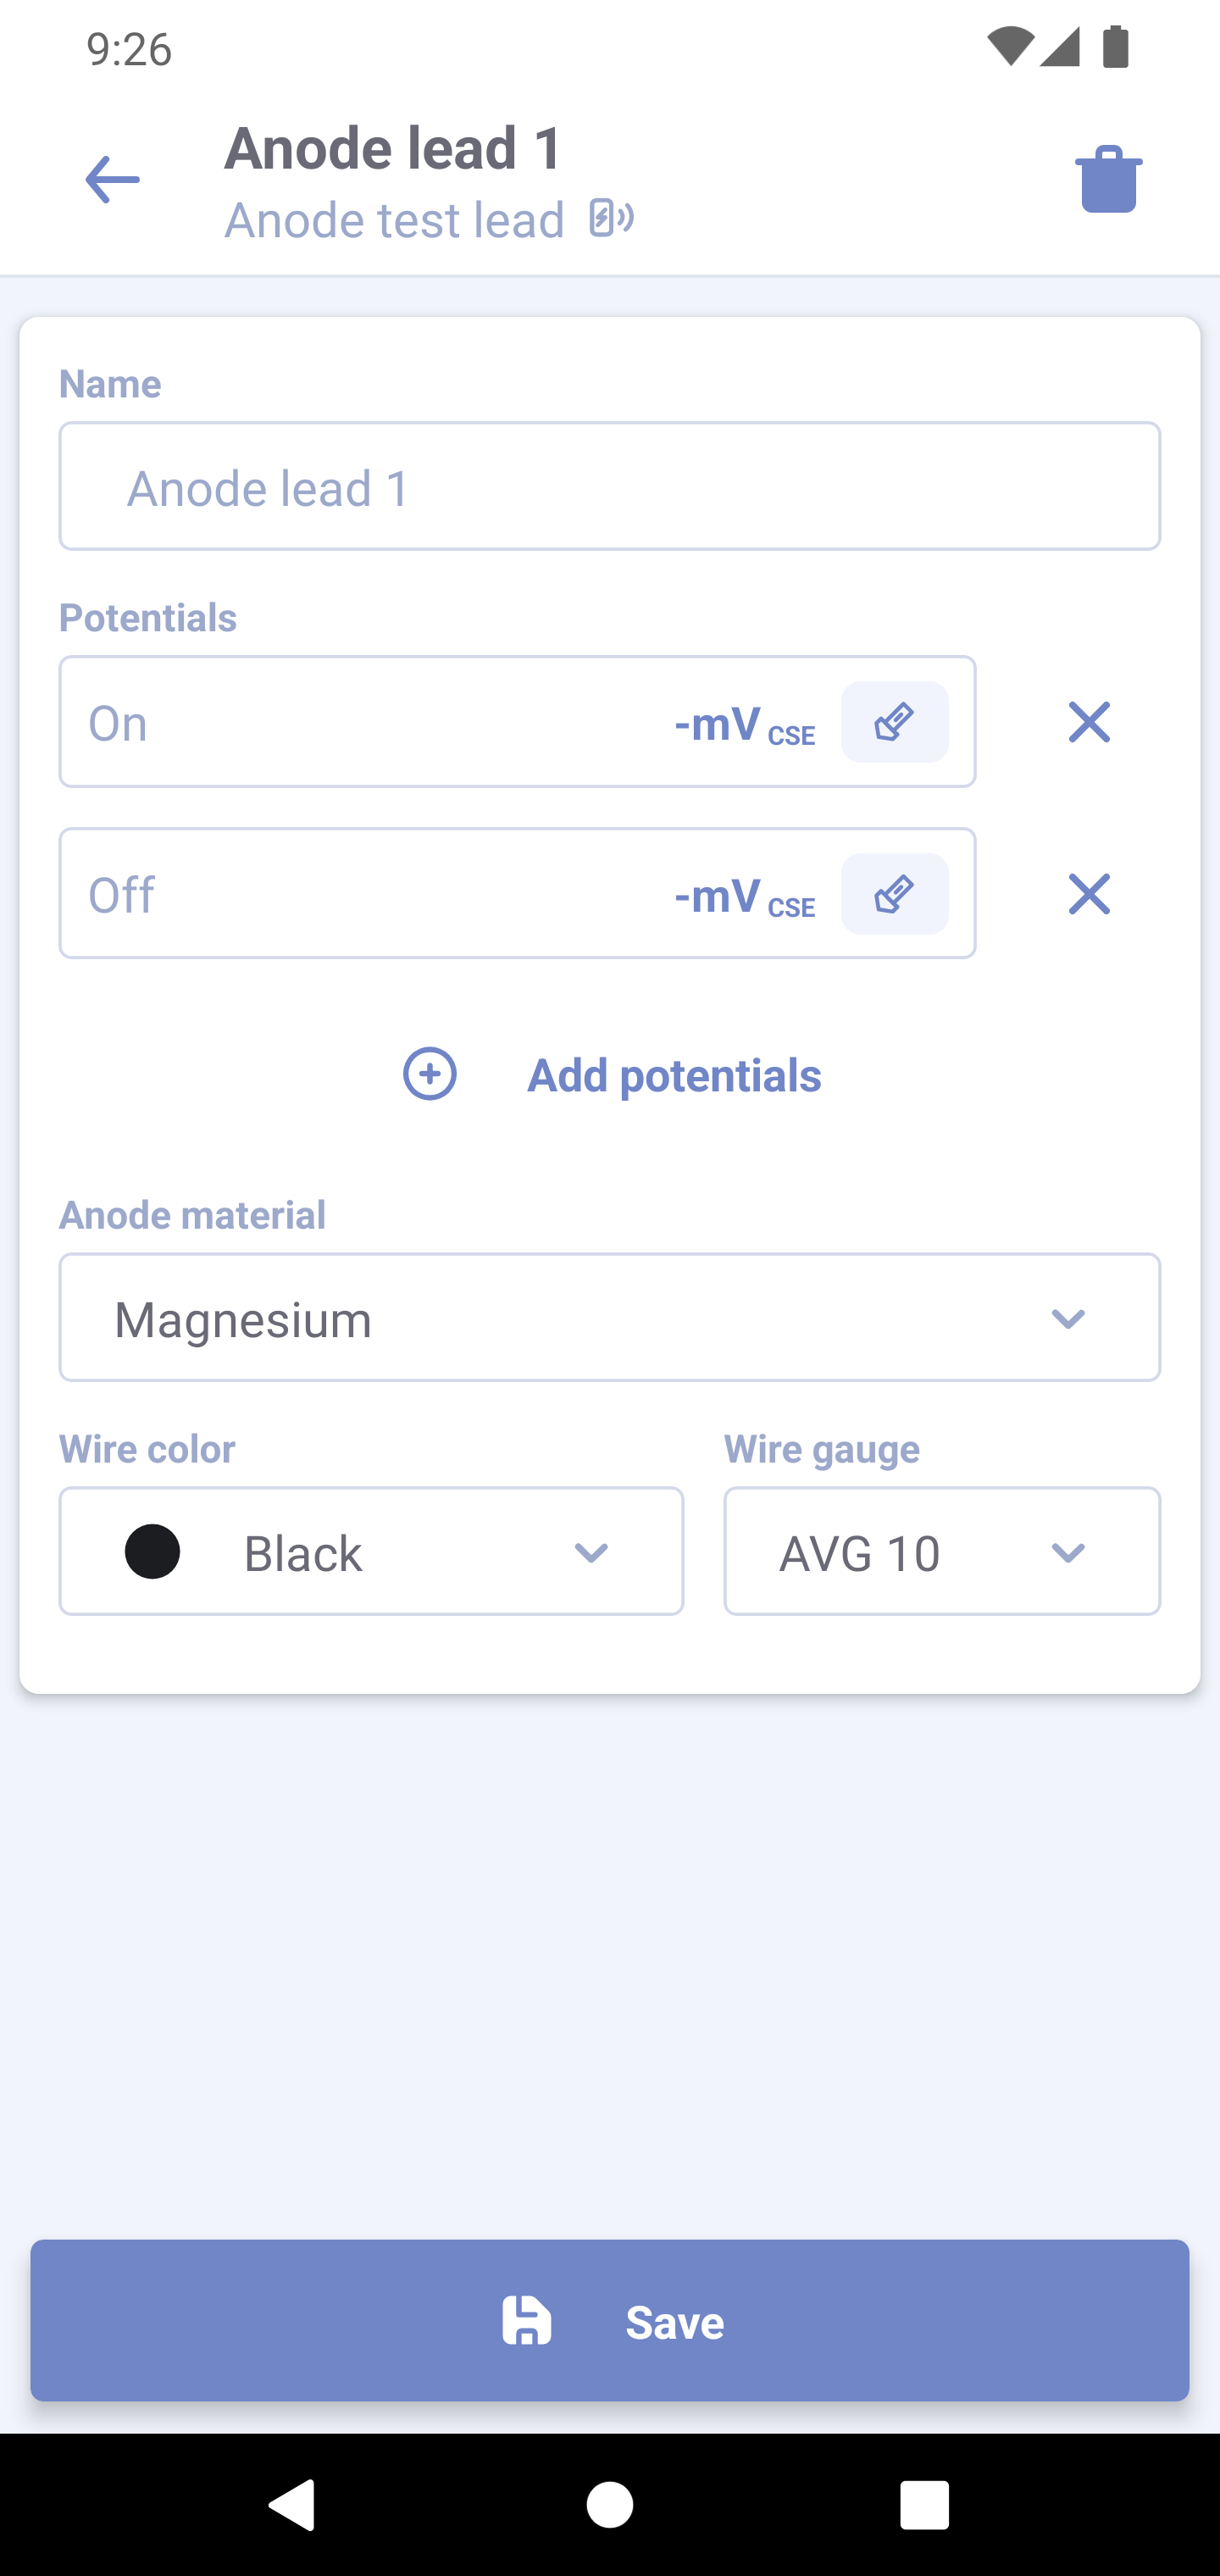 9:26
Anode lead 1
Anode test lead
Name
Anode lead 1
Potentials
On -mV CSE
Off -mV CSE
Add potentials
Anode material
Magnesium
Wire color Wire gauge
Black AVG 10
Save